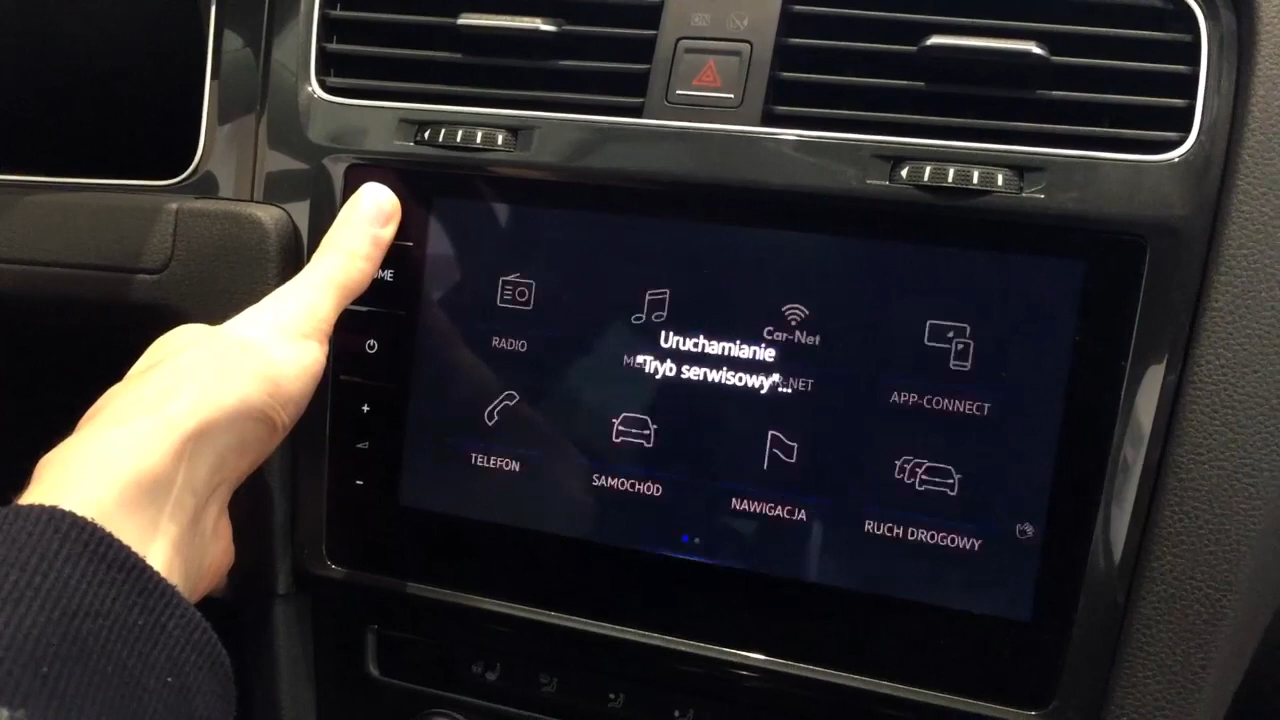 RADIO
Car-Net
Uruchamianie
"Tryb serwisowy"...
APP-CONNECT
TELEFON
SAMOCHÓD
NAWIGACJA
RUCH DROGOWY
+
-